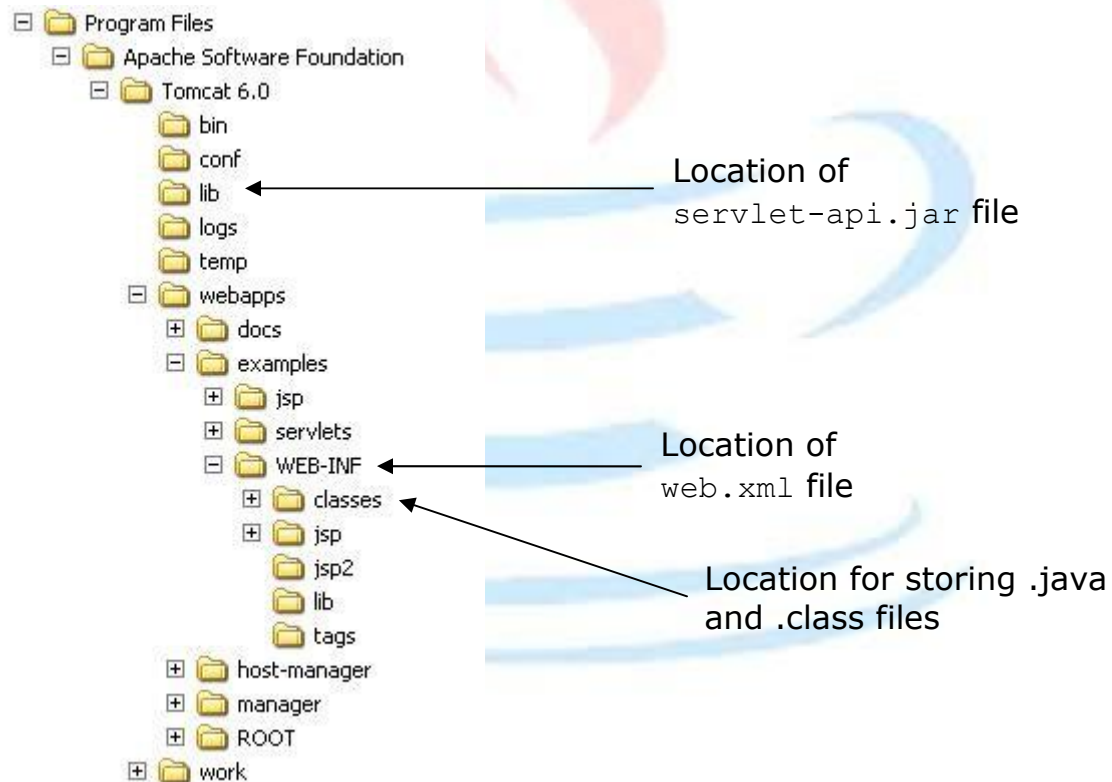 Program Files
Apache Software Foundation
Tomcat 6.0
bin
conf
lib
logs
temp
webapps
docs
examples
jsp
servlets
WEB-INF
classes
jsp
jsp2
lib
tags
host-manager
manager
ROOT
work
Location of
servlet-api.jar file
Location of
web.xml file
Location for storing .java
and .class files